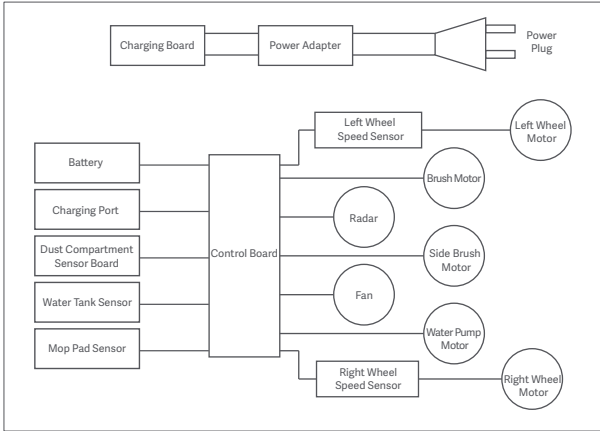 Charging Board
Power Adapter
Power
Plug
Left Wheel
Speed Sensor
Left Wheel
Motor
Battery
Brush Motor
Charging Port
Radar
Dust Compartment
Sensor Board
Control Board
Side Brush
Motor
Water Tank Sensor
Fan
Mop Pad Sensor
Water Pump
Motor
Right Wheel
Speed Sensor
Right Wheel
Motor